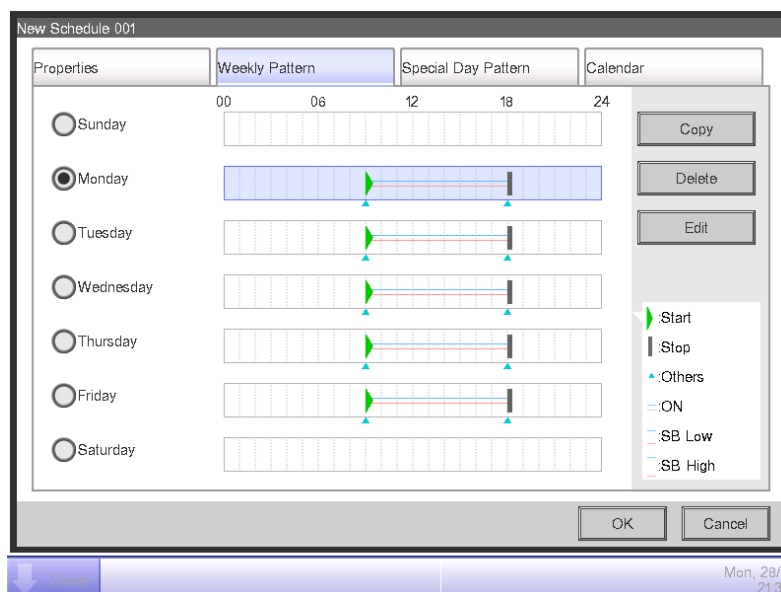 New Schedule 001
Properties Weekly Pattern Special Day Pattern Calendar
00 06 12 18 24
Sunday
Copy
Monday
Delete
Tuesday
Edit
Wednesday
:Start
Thursday
:Stop
:Others
Friday
:ON
:SB Low
Saturday
:SB High
OK Cancel
Mon, 28/
Close
21:3